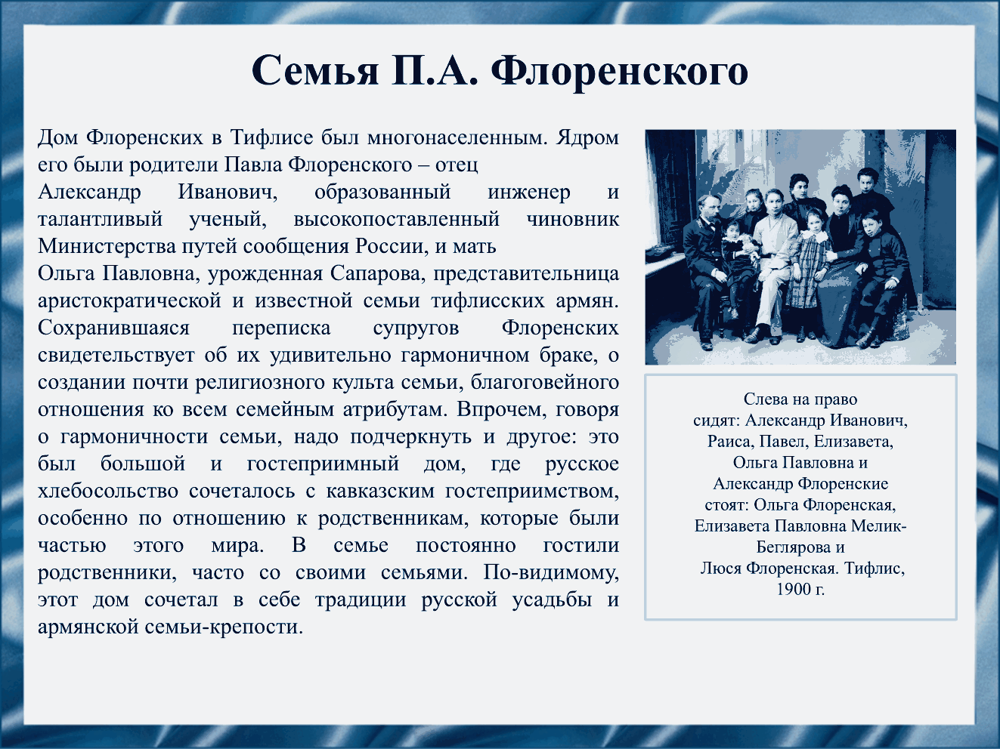 Семья П.А. Флоренского
Дом Флоренских в Тифлисе был многонаселенным. Ядром
его были родители Павла Флоренского – отец
Александр Иванович, образованный инженер и
талантливый ученый, высокопоставленный чиновник
Министерства путей сообщения России, и мать
Ольга Павловна, урожденная Сапарова, представительница
аристократической и известной семьи тифлисских армян.
Сохранившаяся переписка супругов Флоренских
свидетельствует об их удивительно гармоничном браке, о
создании почти религиозного культа семьи, благоговейного
отношения ко всем семейным атрибутам. Впрочем, говоря
о гармоничности семьи, надо подчеркнуть и другое: это
был большой и гостеприимный дом, где русское
хлебосольство сочеталось с кавказским гостеприимством,
особенно по отношению к родственникам, которые были
частью этого мира. В семье постоянно гостили
родственники, часто со своими семьями. По-видимому,
этот дом сочетал в себе традиции русской усадьбы и
армянской семьи-крепости.
Слева на право
сидят: Александр Иванович,
Раиса, Павел, Елизавета,
Ольга Павловна и
Александр Флоренские
стоят: Ольга Флоренская,
Елизавета Павловна Мелик-
Беглярова и
Люся Флоренская. Тифлис,
1900 г.